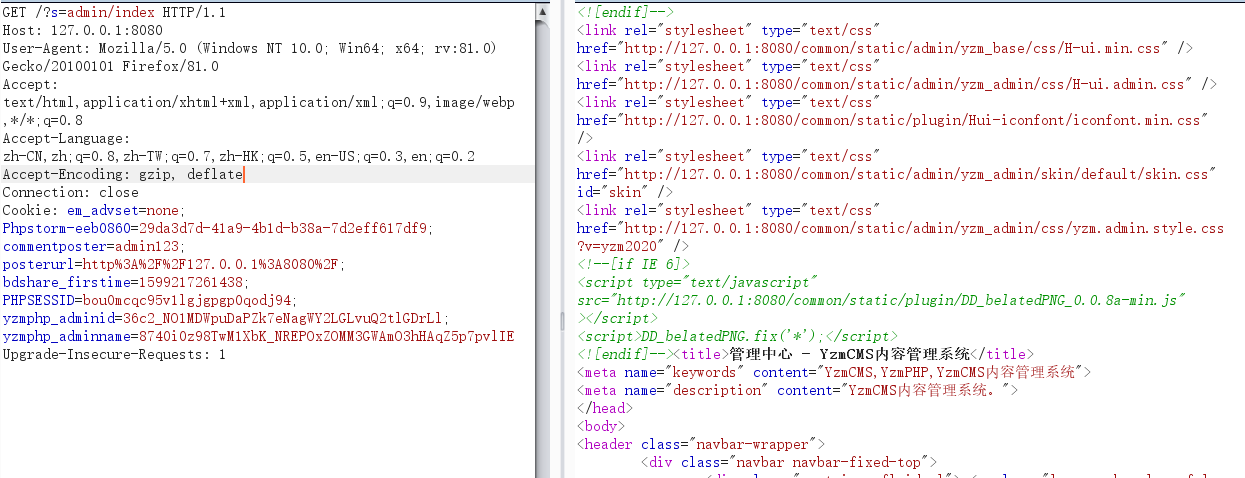 GET /?s=admin/index HTTP/1.1
Host: 127.0.0.1:8080
User-Agent: Mozilla/5.0 (Windows NT 10.0; Win64; x64; rv:81.0)
Gecko/20100101 Firefox/81.0
Accept:
text/html,application/xhtml+xml,application/xml;q=0.9,image/webp
,*/*;q=0.8
Accept-Language:
zh-CN,zh;q=0.8,zh-TW;q=0.7,zh-HK;q=0.5,en-US;q=0.3,en;q=0.2
Accept-Encoding: gzip, deflate
Connection: close
Cookie: em_advset=none;
Phpstorm-eeb0860=29da3d7d-41a9-4b1d-b38a-7d2eff617df9;
commentposter=admin123;
posterurl=http%3A%2F%2F127.0.0.1%3A8080%2F;
bdshare_firstime=1599217261438;
PHPSESSID=bou0mcqc95v1lgjgpgp0qodj94;
yzmphp_adminid=36c2_NO1MDWpuDaPZk7eNagWY2LGLvuQ2tlGDrLl;
yzmphp_adminname=8740i0z98TwM1XbK_NREPOxZOMM3GWAmO3hHAqZ5p7pvlIE
Upgrade-Insecure-Requests: 1
<![endif]-->
<link rel="stylesheet" type="text/css"
href="http://127.0.0.1:8080/common/static/admin/yzm_base/css/H-ui.min.css" />
<link rel="stylesheet" type="text/css"
href="http://127.0.0.1:8080/common/static/admin/yzm_admin/css/H-ui.admin.css" />
<link rel="stylesheet" type="text/css"
href="http://127.0.0.1:8080/common/static/plugin/Hui-iconfont/iconfont.min.css"
/>
<link rel="stylesheet" type="text/css"
href="http://127.0.0.1:8080/common/static/admin/yzm_admin/skin/default/skin.css"
id="skin" />
<link rel="stylesheet" type="text/css"
href="http://127.0.0.1:8080/common/static/admin/yzm_admin/css/yzm.admin.style.css
?v=yzm2020" />
<!--[if IE 6]>
<script type="text/javascript"
src="http://127.0.0.1:8080/common/static/plugin/DD_belatedPNG_0.0.8a-min.js"
></script>
<script>DD_belatedPNG.fix('*');</script>
<![endif]--><title>管理中心 - YzmCMS内容管理系统</title>
<meta name="keywords" content="YzmCMS,YzmPHP,YzmCMS内容管理系统">
<meta name="description" content="YzmCMS内容管理系统。">
</head>
<body>
<header class="navbar-wrapper">
<div class="navbar navbar-fixed-top">